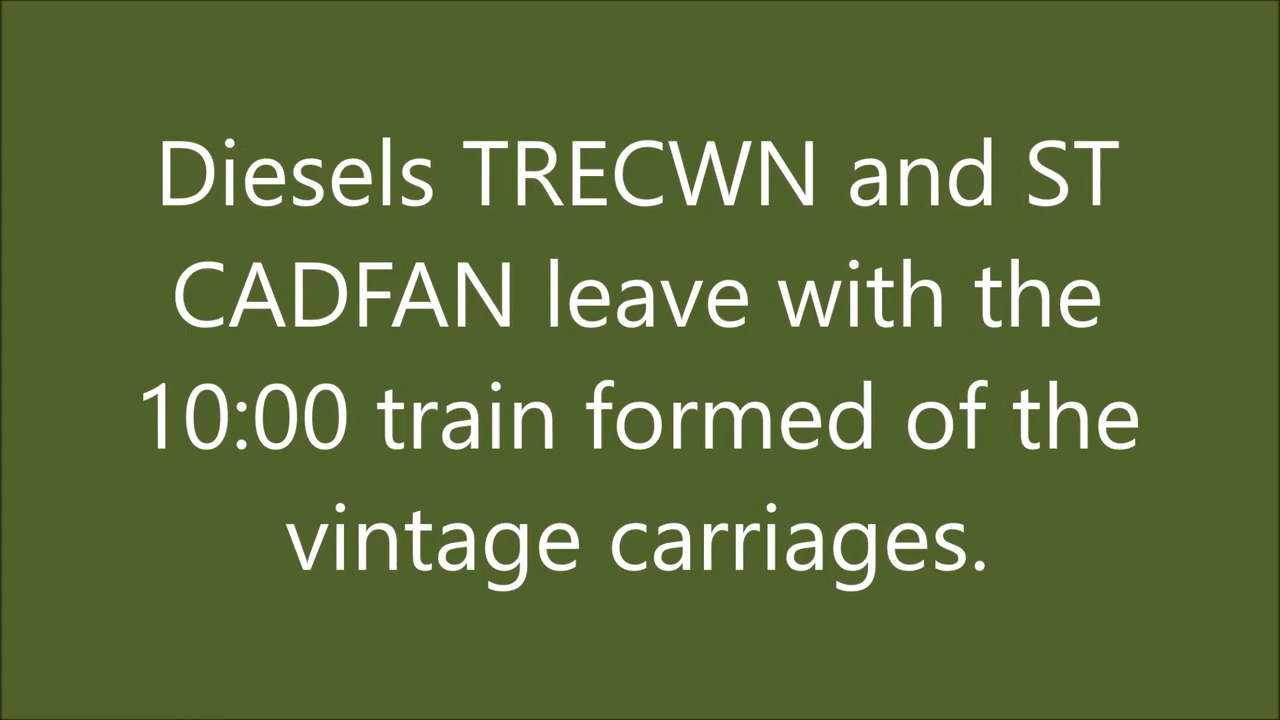 Diesels TRECWN and ST
CADFAN leave with the
10:00 train formed of the
vintage carriages.